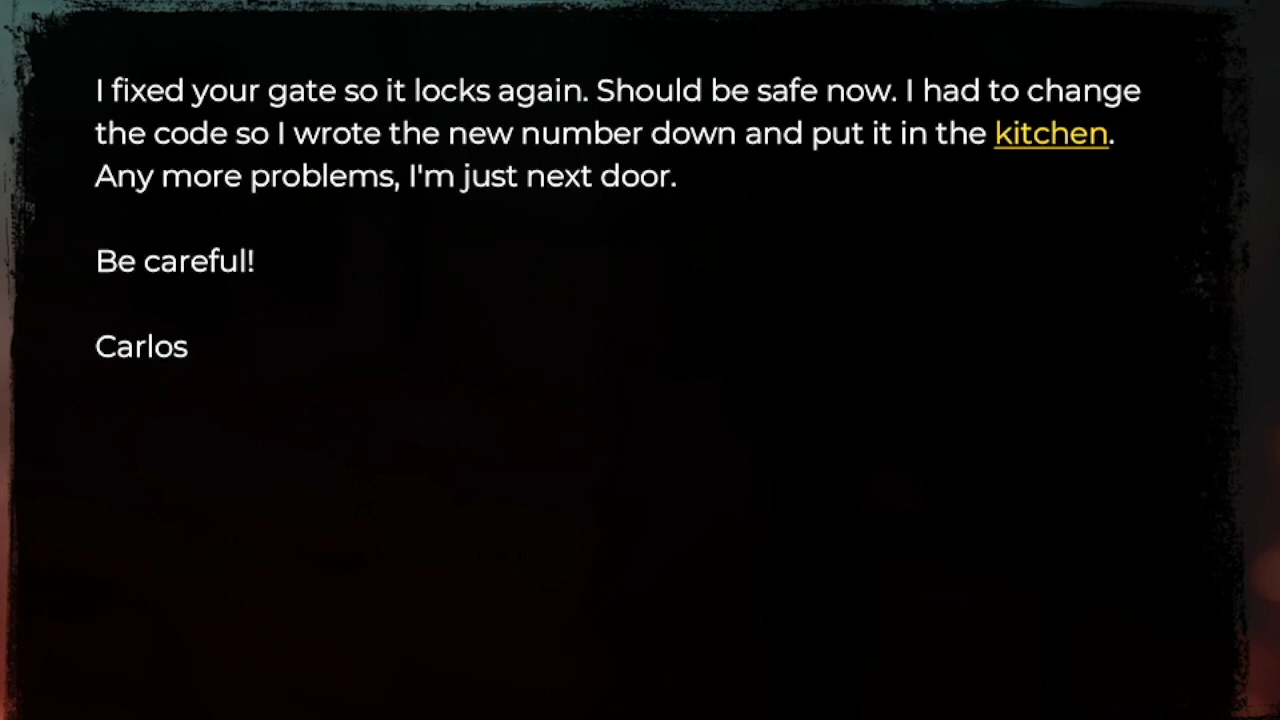 I fixed your gate so it locks again. Should be safe now. I had to change
the code so I wrote the new number down and put it in the kitchen.
Any more problems, I'm just next door.
Be careful!
Carlos